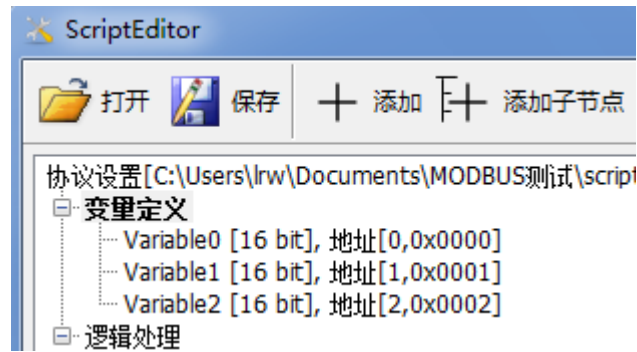 ScriptEditor
打开 保存 添加 添加子节点
协议设置[C:\Users\lrw\Documents\MODBUS测试\script
变量定义
Variable0 [16 bit], 地址[0,0x0000]
Variable1 [16 bit], 地址[1,0x0001]
Variable2 [16 bit], 地址[2,0x0002]
逻辑处理